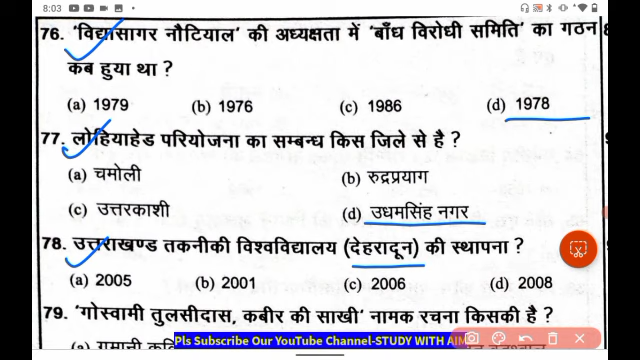 8:03
76. 'विद्यासागर नौटियाल' की अध्यक्षता में 'बाँध विरोधी समिति' का गठन
कब हुया था ?
(a) 1979 (b) 1976 (c) 1986 (d) 1978
77. लोहियाहेड परियोजना का सम्बन्ध किस जिले से है ?
(a) चमोली (b) रुद्रप्रयाग
(c) उत्तरकाशी (d) उधमसिंह नगर
78. उत्तराखण्ड तकनीकी विश्वविद्यालय (देहरादून) की स्थापना ?
(a) 2005 (b) 2001 (c) 2006 (d) 2008
79. 'गोस्वामी तुलसीदास, कबीर की साखी' नामक रचना किसकी है ?
(a) गुमानी
Pls Subscribe Our YouTube Channel-STUDY WITH AIM